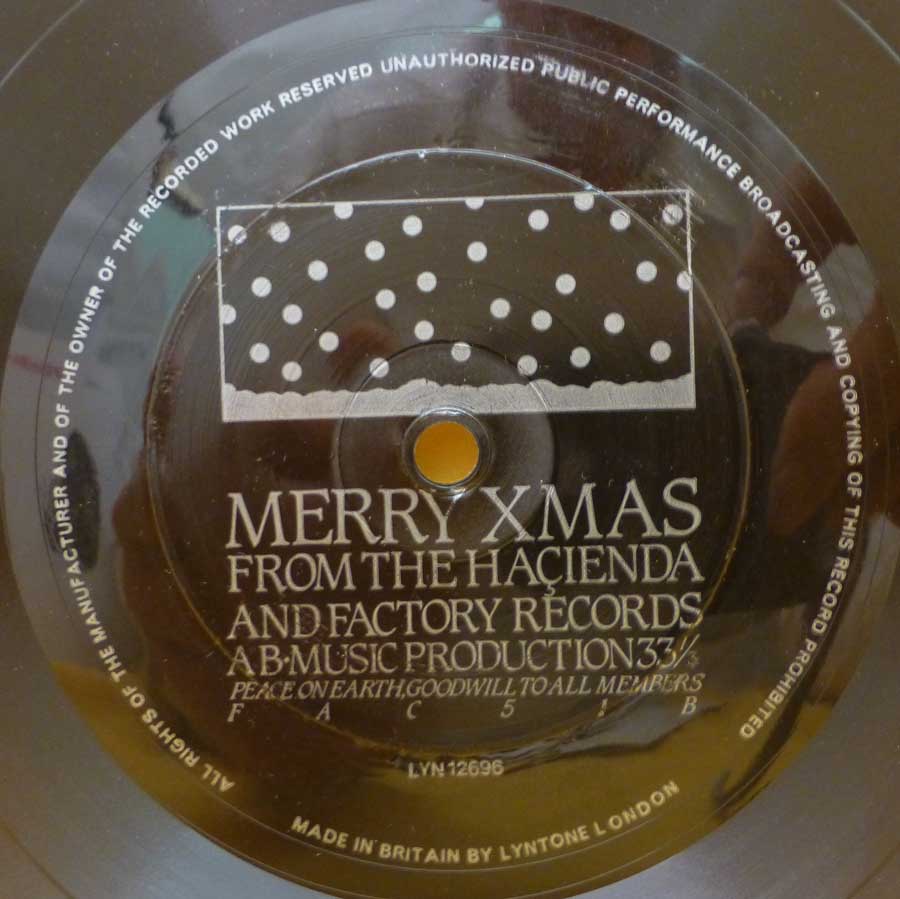 ALL RIGHTS OF THE MANUFACTURER AND OF THE OWNER OF THE RECORDED WORK RESERVED UNAUTHORIZED PUBLIC PERFORMANCE BROADCASTING AND COPYING OF THIS RECORD PROHIBITED
MERRY XMAS
FROM THE HAÇIENDA
AND FACTORY RECORDS
A B·MUSIC PRODUCTION 33⅓
PEACE ON EARTH, GOODWILL TO ALL MEMBERS
F A C 5 1 B
LYN 12696
MADE IN BRITAIN BY LYNTONE LONDON